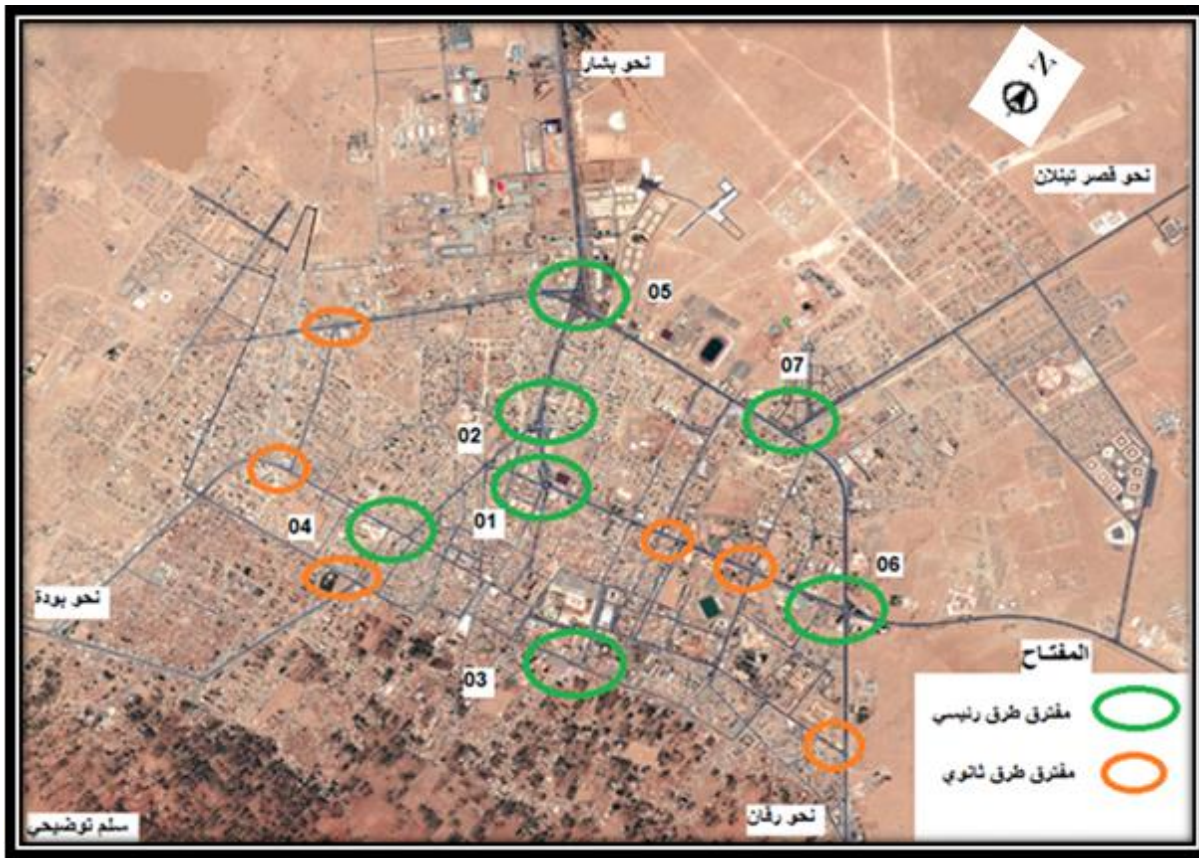 نحو بشار
N
نحو قصر تينلان
05
07
02
01
04
06
نحو بودة
03
المفتاح
مفترق طرق رئيسي
مفترق طرق ثانوي
نحو رقان
سلم توضيحي